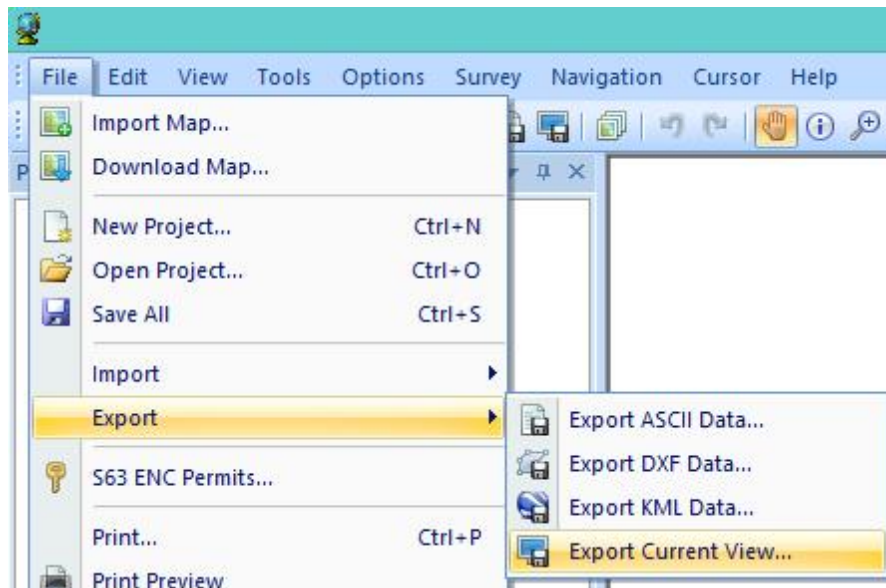 File Edit View Tools Options Survey Navigation Cursor Help
Import Map...
Download Map...
P
New Project... Ctrl+N
Open Project... Ctrl+O
Save All Ctrl+S
Import
Export
Export ASCII Data...
Export DXF Data...
Export KML Data...
Export Current View...
S63 ENC Permits...
Print... Ctrl+P
Print Preview